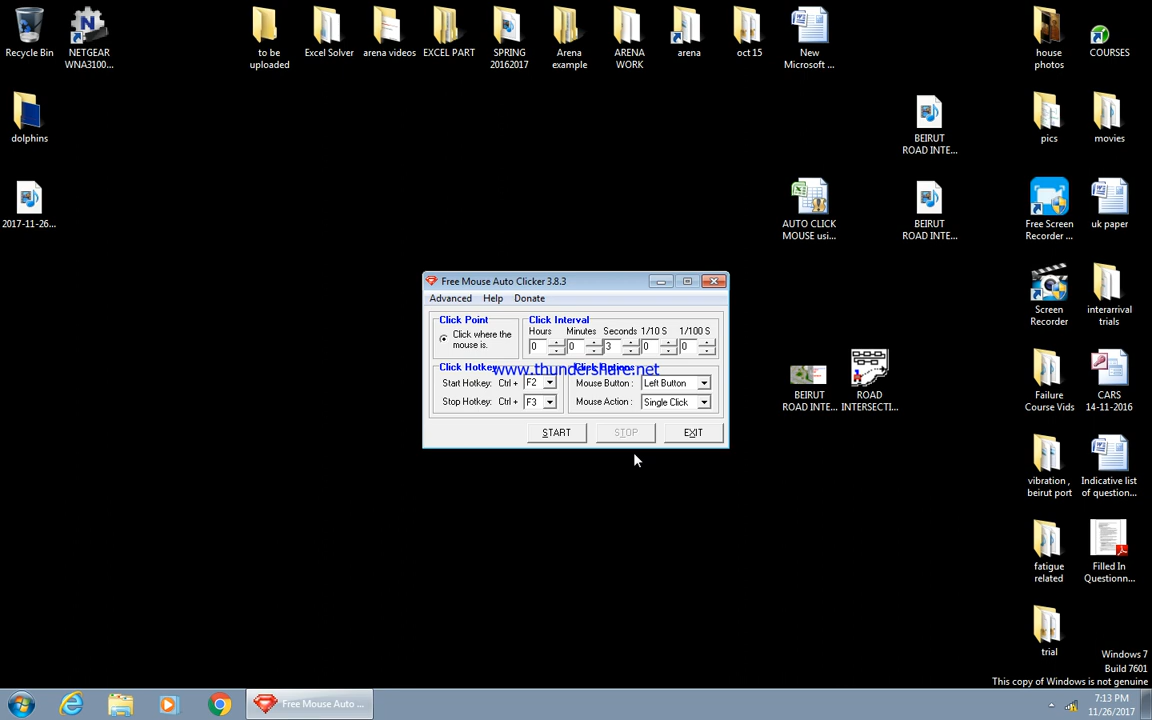 Recycle Bin
NETGEAR
WNA3100...
to be
uploaded
Excel Solver
arena videos
EXCEL PART
SPRING
20162017
Arena
example
ARENA
WORK
arena
oct 15
New
Microsoft ...
house
photos
COURSES
dolphins
BEIRUT
ROAD INTE...
pics
movies
2017-11-26...
AUTO CLICK
MOUSE usi...
BEIRUT
ROAD INTE...
Free Screen
Recorder ...
uk paper
Free Mouse Auto Clicker 3.8.3
Advanced Help Donate
Click Point
Click where the
mouse is.
Click Interval
Hours Minutes Seconds 1/10 S 1/100 S
0 0 3 0 0
www.thundershare.net
Start Hotkey: Ctrl + F2
Stop Hotkey: Ctrl + F3
Mouse Button : Left Button
Mouse Action : Single Click
START STOP EXIT
Screen
Recorder
interarrival
trials
BEIRUT
ROAD INTE...
ROAD
INTERSECTI...
Failure
Course Vids
CARS
14-11-2016
vibration ,
beirut port
Indicative list
of question...
fatigue
related
Filled In
Questionn...
trial
Windows 7
Build 7601
This copy of Windows is not genuine
Free Mouse Auto ...
7:13 PM
11/26/2017